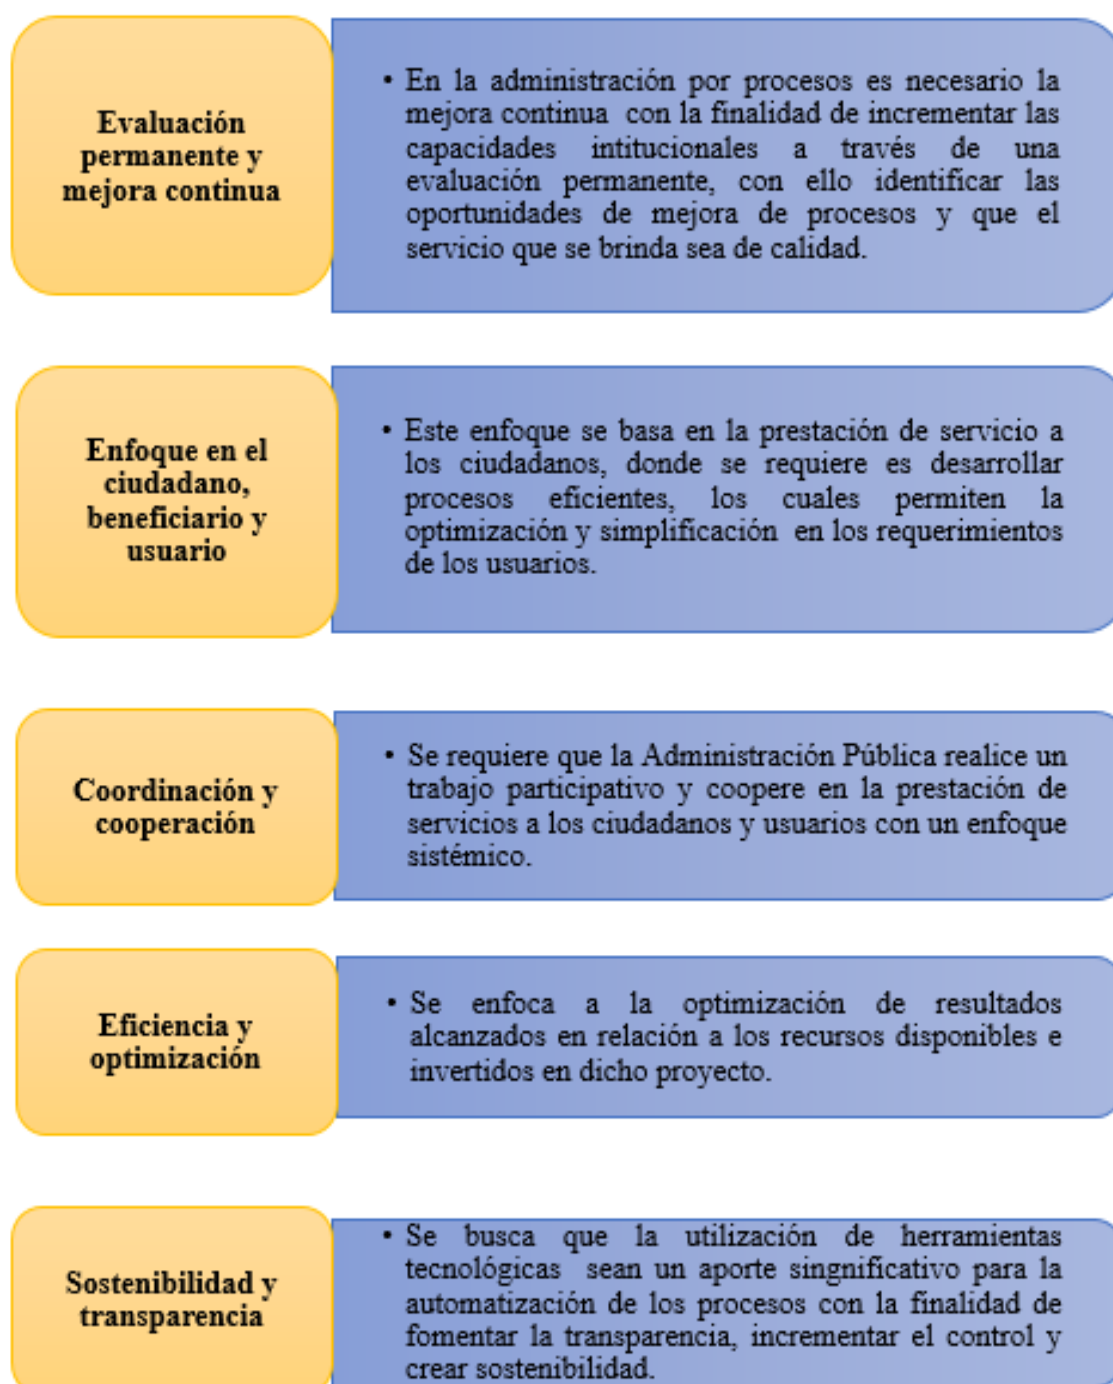 Evaluación
permanente y
mejora continua
• En la administración por procesos es necesario la
mejora continua con la finalidad de incrementar las
capacidades intitucionales a través de una
evaluación permanente, con ello identificar las
oportunidades de mejora de procesos y que el
servicio que se brinda sea de calidad.
Enfoque en el
ciudadano,
beneficiario y
usuario
• Este enfoque se basa en la prestación de servicio a
los ciudadanos, donde se requiere es desarrollar
procesos eficientes, los cuales permiten la
optimización y simplificación en los requerimientos
de los usuarios.
Coordinación y
cooperación
• Se requiere que la Administración Pública realice un
trabajo participativo y coopere en la prestación de
servicios a los ciudadanos y usuarios con un enfoque
sistémico.
Eficiencia y
optimización
• Se enfoca a la optimización de resultados
alcanzados en relación a los recursos disponibles e
invertidos en dicho proyecto.
Sostenibilidad y
transparencia
• Se busca que la utilización de herramientas
tecnológicas sean un aporte singnificativo para la
automatización de los procesos con la finalidad de
fomentar la transparencia, incrementar el control y
crear sostenibilidad.